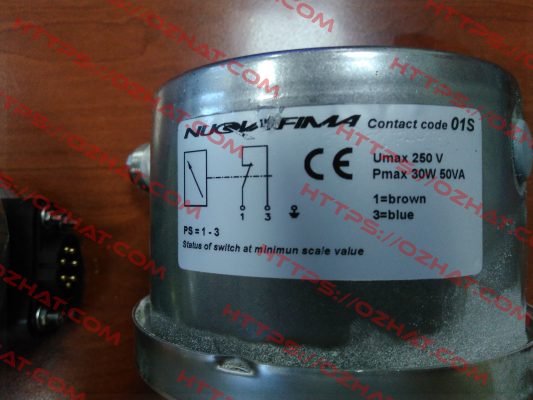 NUOVA FIMA
Contact code 01S
CE
Umax 250 V
Pmax 30W 50VA
1 3
1=brown
3=blue
PS = 1 - 3
Status of switch at minimun scale value
HTTPS://OZHAT.COM